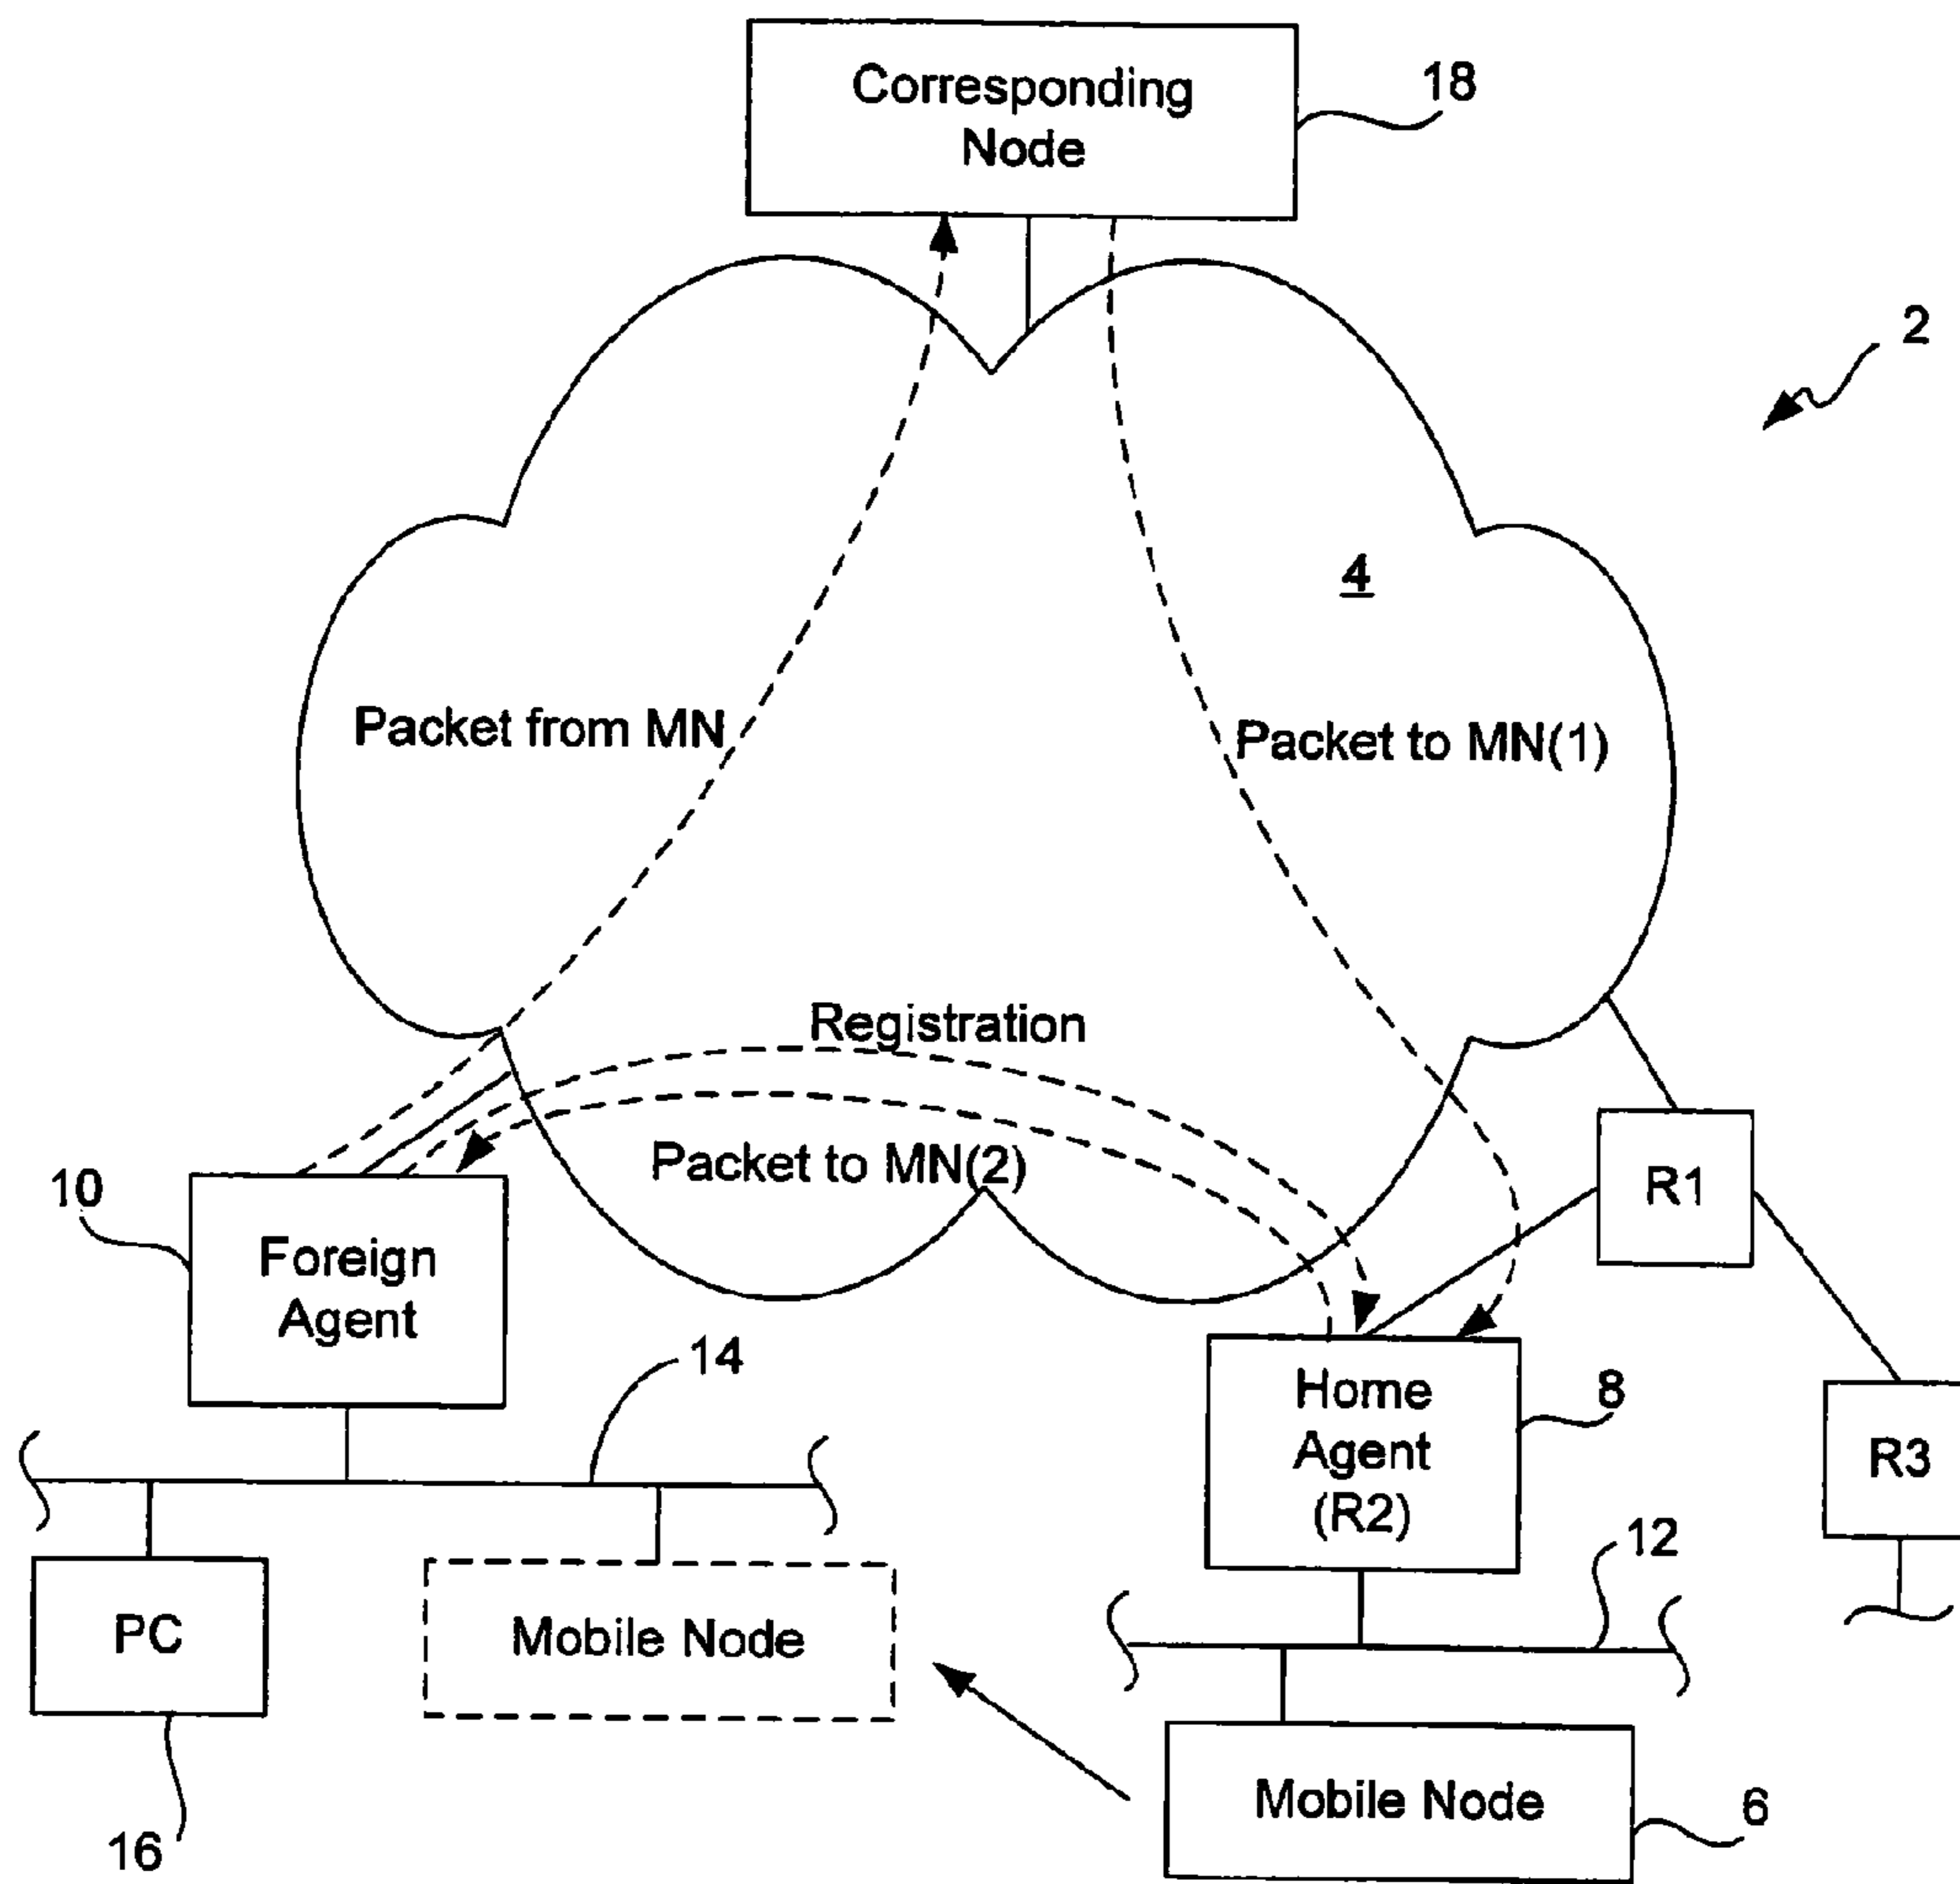 Corresponding
Node
18
2
4
Packet from MN
Packet to MN(1)
Registration
Packet to MN(2)
R1
10
Foreign
Agent
14
Home
Agent
(R2)
8
R3
12
PC
Mobile Node
Mobile Node
6
16